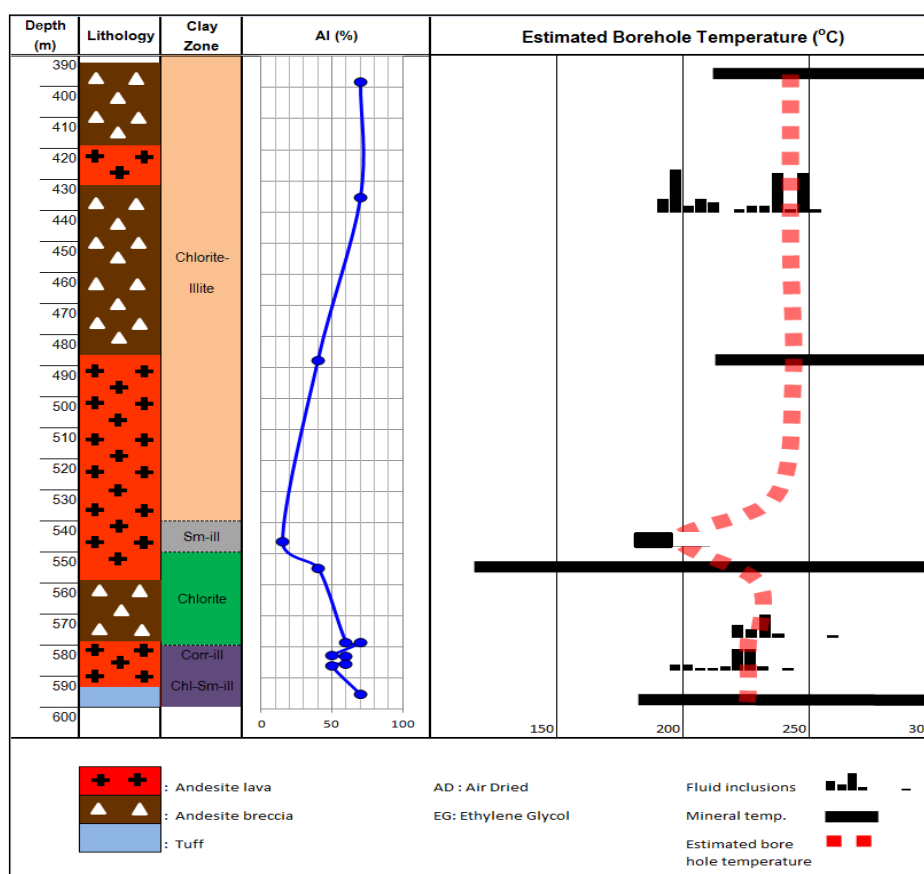 Depth (m)
Lithology
Clay Zone
AI (%)
Estimated Borehole Temperature (°C)
390
400
410
420
430
440
450
460
470
480
490
500
510
520
530
540
550
560
570
580
590
600
Chlorite-
Illite
Sm-ill
Chlorite
Corr-ill
Chl-Sm-ill
0 50 100
150 200 250 300
: Andesite lava
: Andesite breccia
: Tuff
AD : Air Dried
EG: Ethylene Glycol
Fluid inclusions
Mineral temp.
Estimated bore
hole temperature